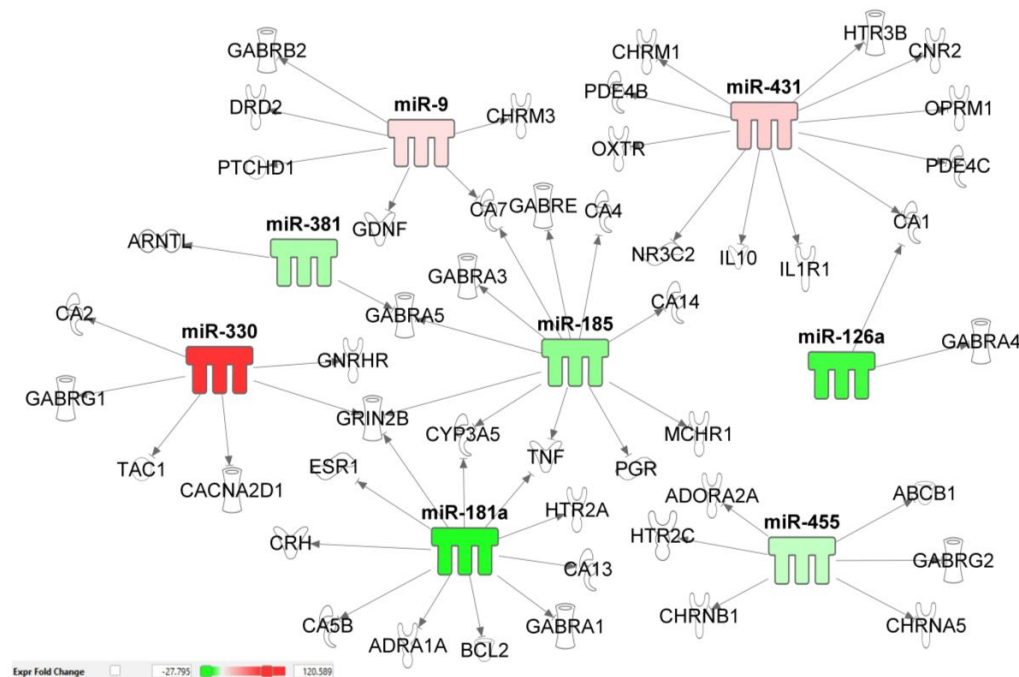 GABRB2
HTR3B
CHRM1
CNR2
PDE4B
miR-431
DRD2
miR-9
CHRM3
OPRM1
OXTR
PTCHD1
PDE4C
CA7
GABRE
CA4
CA1
miR-381
GDNF
ARNTL
NR3C2
IL10
IL1R1
GABRA3
CA14
CA2
GABRA5
miR-185
miR-330
miR-126a
GABRA4
GNRHR
GABRG1
GRIN2B
CYP3A5
MCHR1
TNF
ESR1
TAC1
PGR
CACNA2D1
ADORA2A
ABCB1
HTR2A
miR-181a
miR-455
HTR2C
CRH
GABRG2
CA13
CHRNB1
CA5B
GABRA1
CHRNA5
ADRA1A
BCL2
Expr Fold Change -27.795 120.589